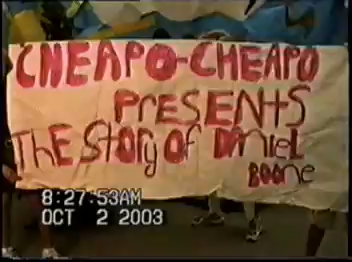 CHEAPO-CHEAPO
PRESENTS
ThE Story OF DANiEL
BOONE
8:27:53AM
OCT 2 2003